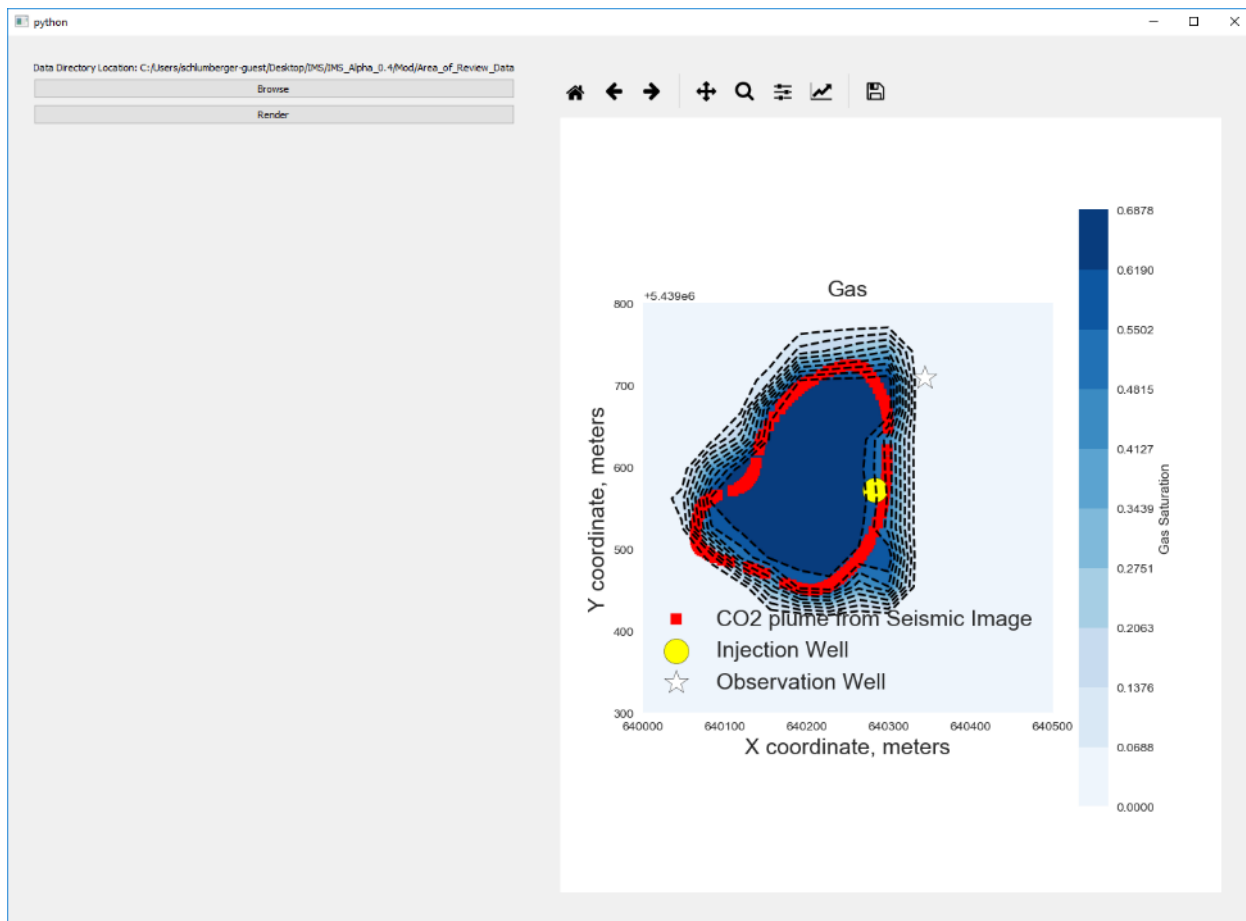 python
Data Directory Location: C:/Users/schlumberger-guest/Desktop/IMS/IMS_Alpha_0.4/Mod/Area_of_Review_Data
Browse
Render
Gas
+5.439e6
800
700
600
500
400
300
Y coordinate, meters
640000 640100 640200 640300 640400 640500
X coordinate, meters
CO2 plume from Seismic Image
Injection Well
Observation Well
0.6878
0.6190
0.5502
0.4815
0.4127
0.3439
0.2751
0.2063
0.1376
0.0688
0.0000
Gas Saturation